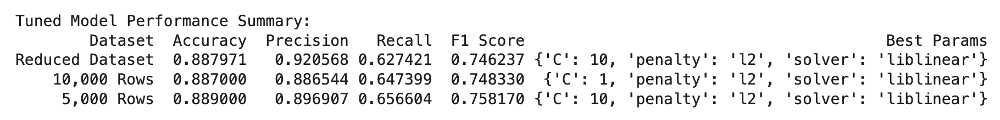 Tuned Model Performance Summary:
Dataset Accuracy Precision Recall F1 Score Best Params
Reduced Dataset 0.887971 0.920568 0.627421 0.746237 {'C': 10, 'penalty': 'l2', 'solver': 'liblinear'}
10,000 Rows 0.887000 0.886544 0.647399 0.748330 {'C': 1, 'penalty': 'l2', 'solver': 'liblinear'}
5,000 Rows 0.889000 0.896907 0.656604 0.758170 {'C': 10, 'penalty': 'l2', 'solver': 'liblinear'}